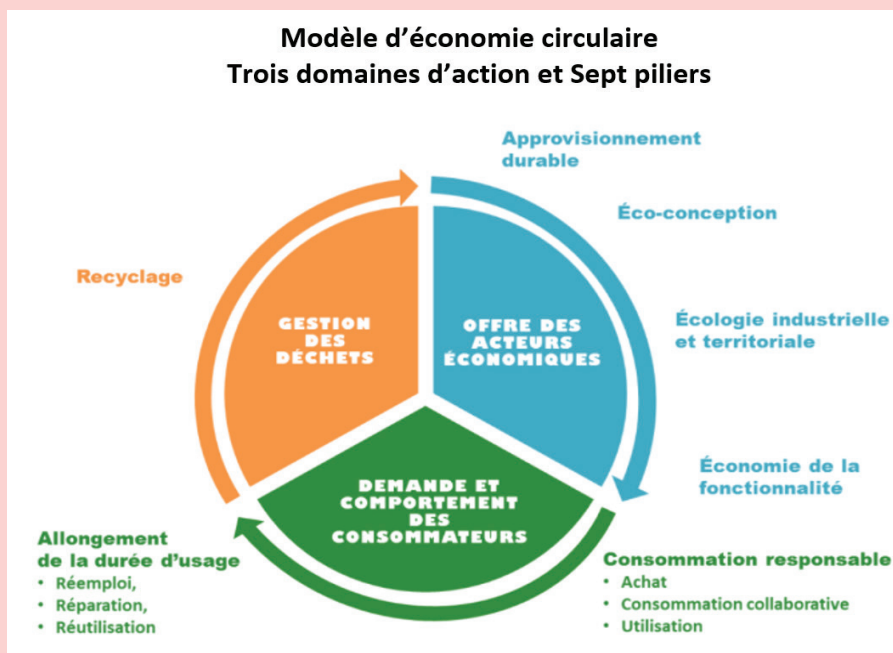 Modèle d'économie circulaire
Trois domaines d'action et Sept piliers
Approvisionnement
durable
Éco-conception
Écologie industrielle
et territoriale
Économie de la
fonctionnalité
OFFRE DES
ACTEURS
ÉCONOMIQUES
Consommation responsable
• Achat
• Consommation collaborative
• Utilisation
DEMANDE ET
COMPORTEMENT
DES
CONSOMMATEURS
Allongement
de la durée d'usage
• Réemploi,
• Réparation,
• Réutilisation
Recyclage
GESTION
DES
DÉCHETS